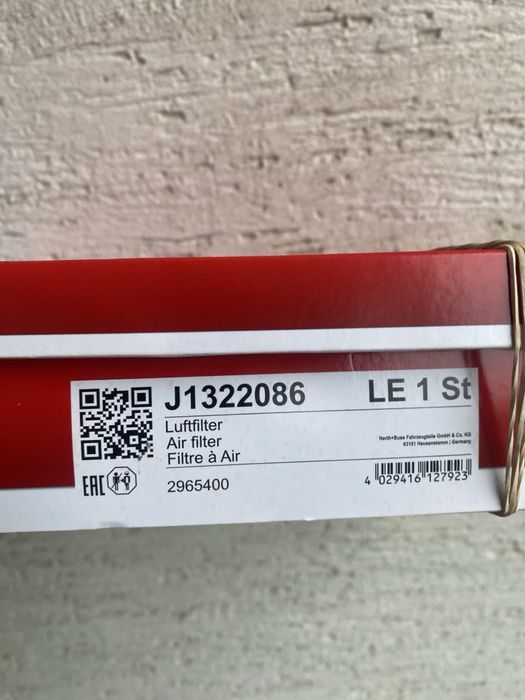 J1322086 LE 1 St
Luftfilter
Air filter
Filtre à Air
Herth+Buss Fahrzeugteile GmbH & Co. KG
63101 Heusenstamm | Germany
2965400
EAC
4 029416 127923